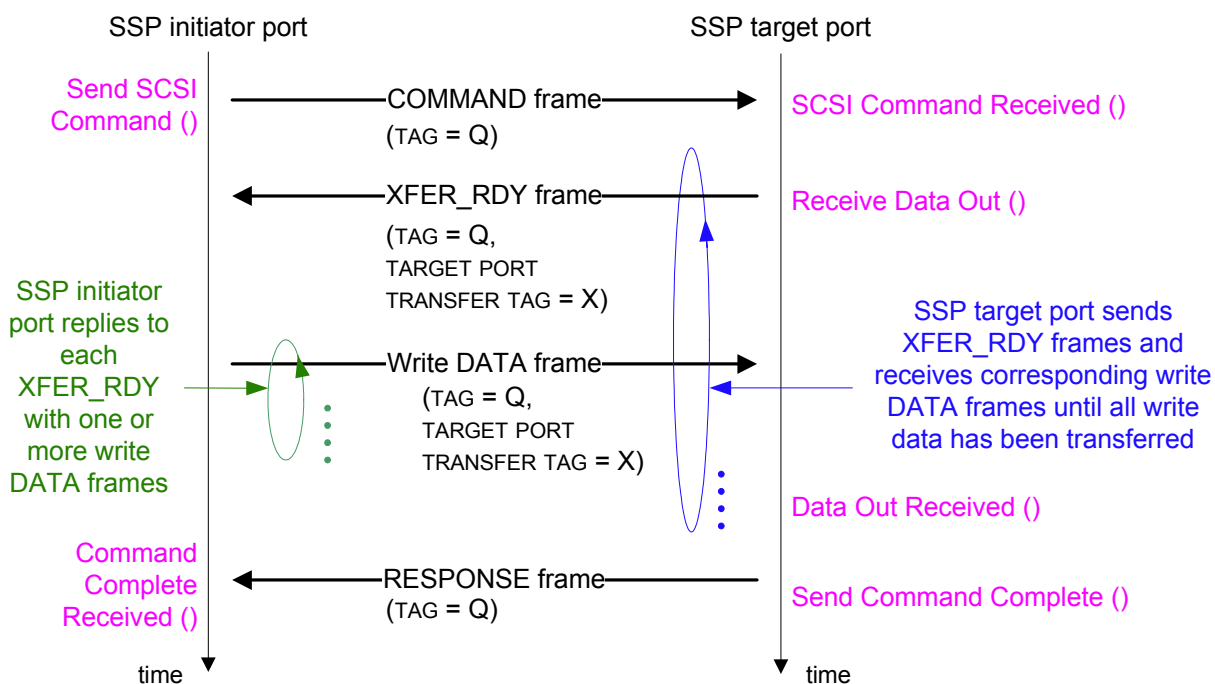 SSP initiator port
SSP target port
Send SCSI
Command ()
COMMAND frame
(TAG = Q)
SCSI Command Received ()
XFER_RDY frame
(TAG = Q,
TARGET PORT
TRANSFER TAG = X)
Receive Data Out ()
SSP initiator
port replies to
each
XFER_RDY
with one or
more write
DATA frames
Write DATA frame
(TAG = Q,
TARGET PORT
TRANSFER TAG = X)
SSP target port sends
XFER_RDY frames and
receives corresponding write
DATA frames until all write
data has been transferred
Data Out Received ()
Command
Complete
Received ()
RESPONSE frame
(TAG = Q)
Send Command Complete ()
time
time